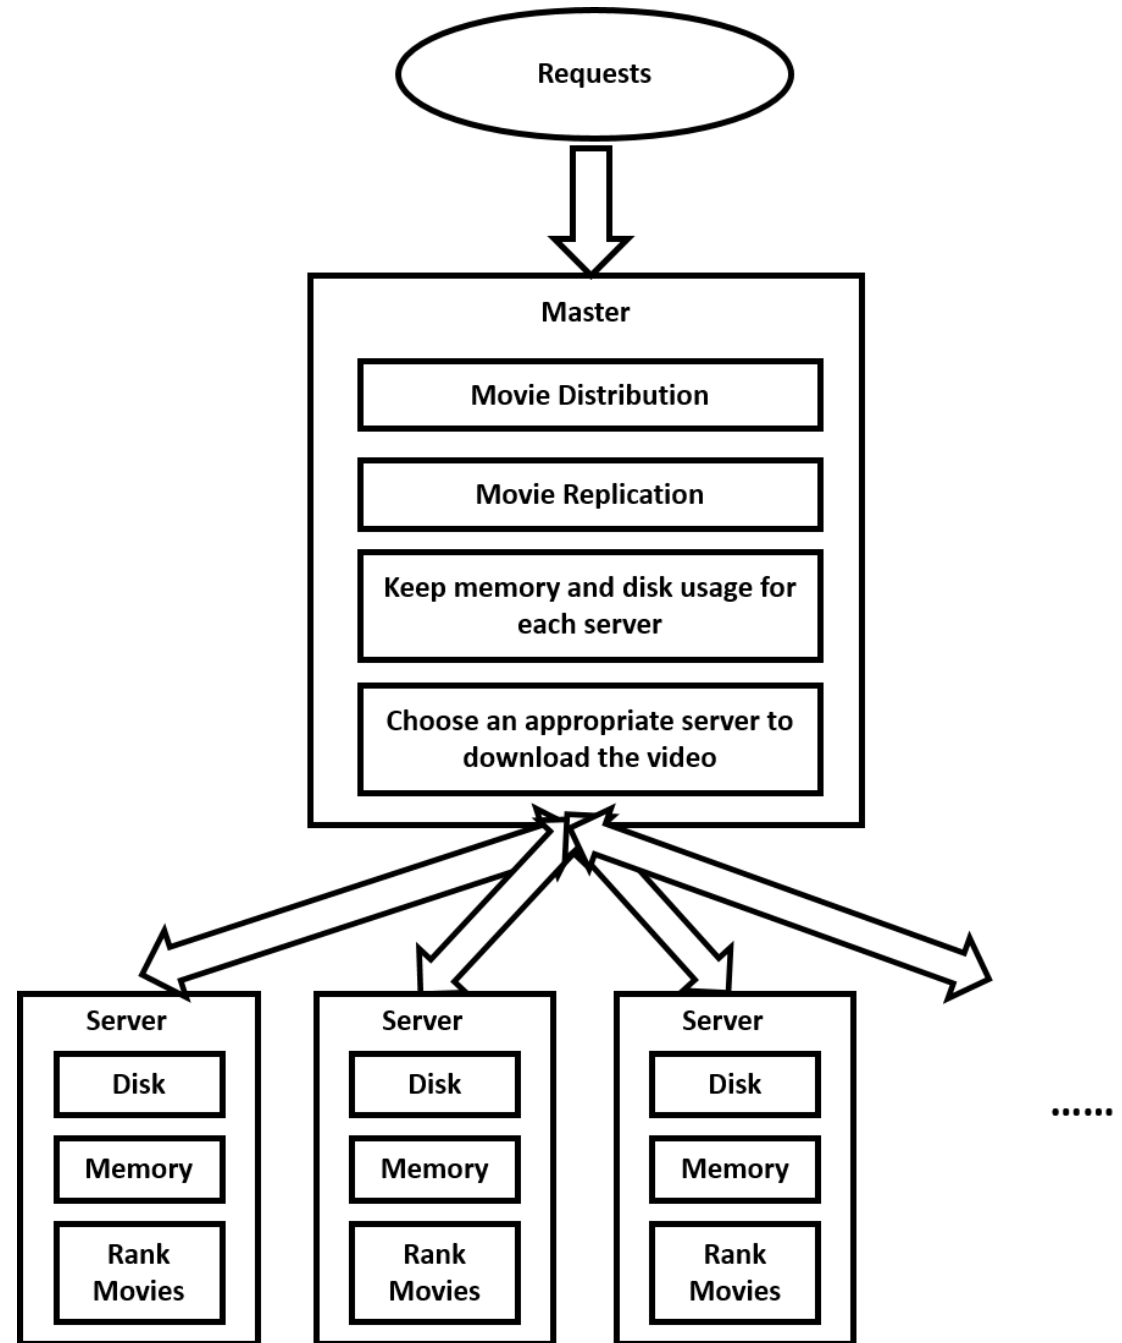 Requests
Master
Movie Distribution
Movie Replication
Keep memory and disk usage for
each server
Choose an appropriate server to
download the video
Server
Disk
Memory
Rank
Movies
Server
Disk
Memory
Rank
Movies
Server
Disk
Memory
Rank
Movies
......